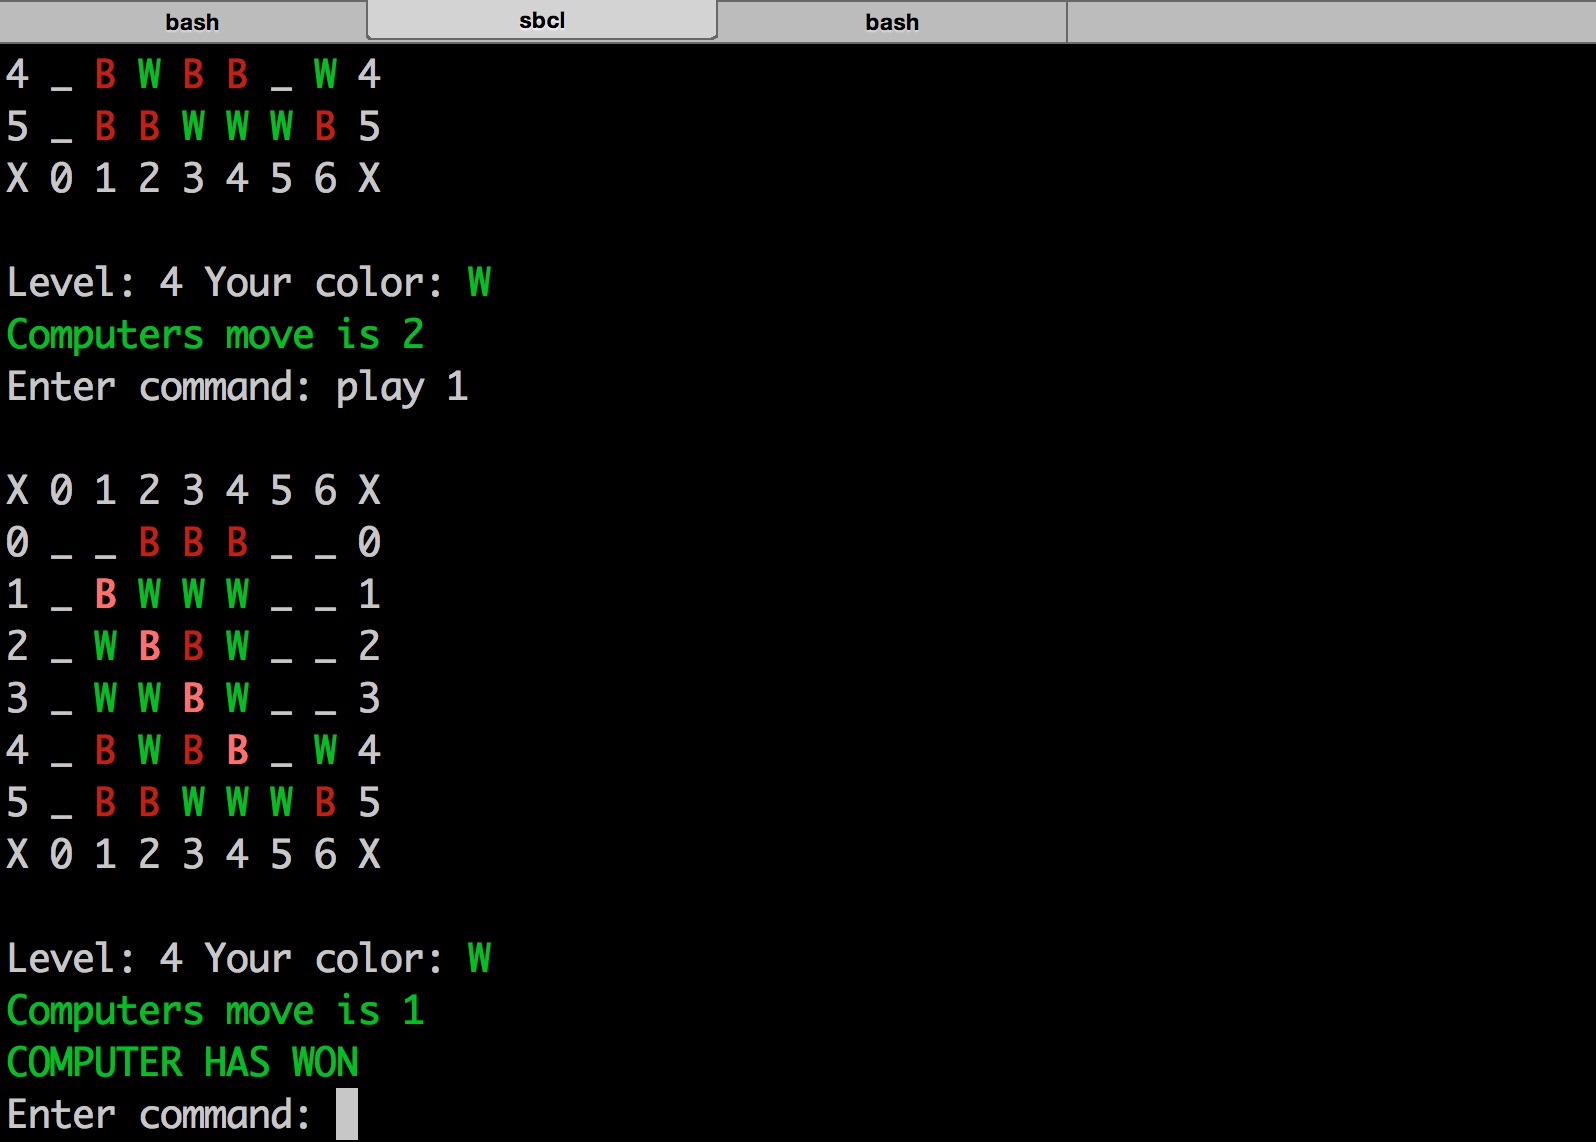 bash sbcl bash
4 _ B W B B _ W 4
5 _ B B W W W B 5
X 0 1 2 3 4 5 6 X
Level: 4 Your color: W
Computers move is 2
Enter command: play 1
X 0 1 2 3 4 5 6 X
0 _ _ B B B _ _ 0
1 _ B W W W _ _ 1
2 _ W B B W _ _ 2
3 _ W W B W _ _ 3
4 _ B W B B _ W 4
5 _ B B W W W B 5
X 0 1 2 3 4 5 6 X
Level: 4 Your color: W
Computers move is 1
COMPUTER HAS WON
Enter command: